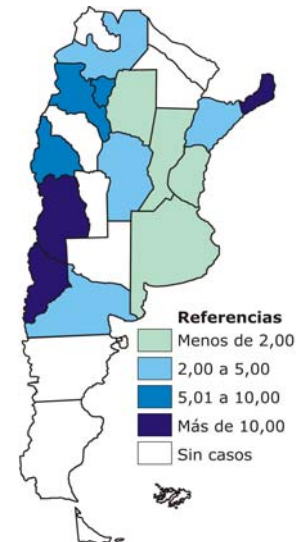 Referencias
Menos de 2,00
2,00 a 5,00
5,01 a 10,00
Más de 10,00
Sin casos